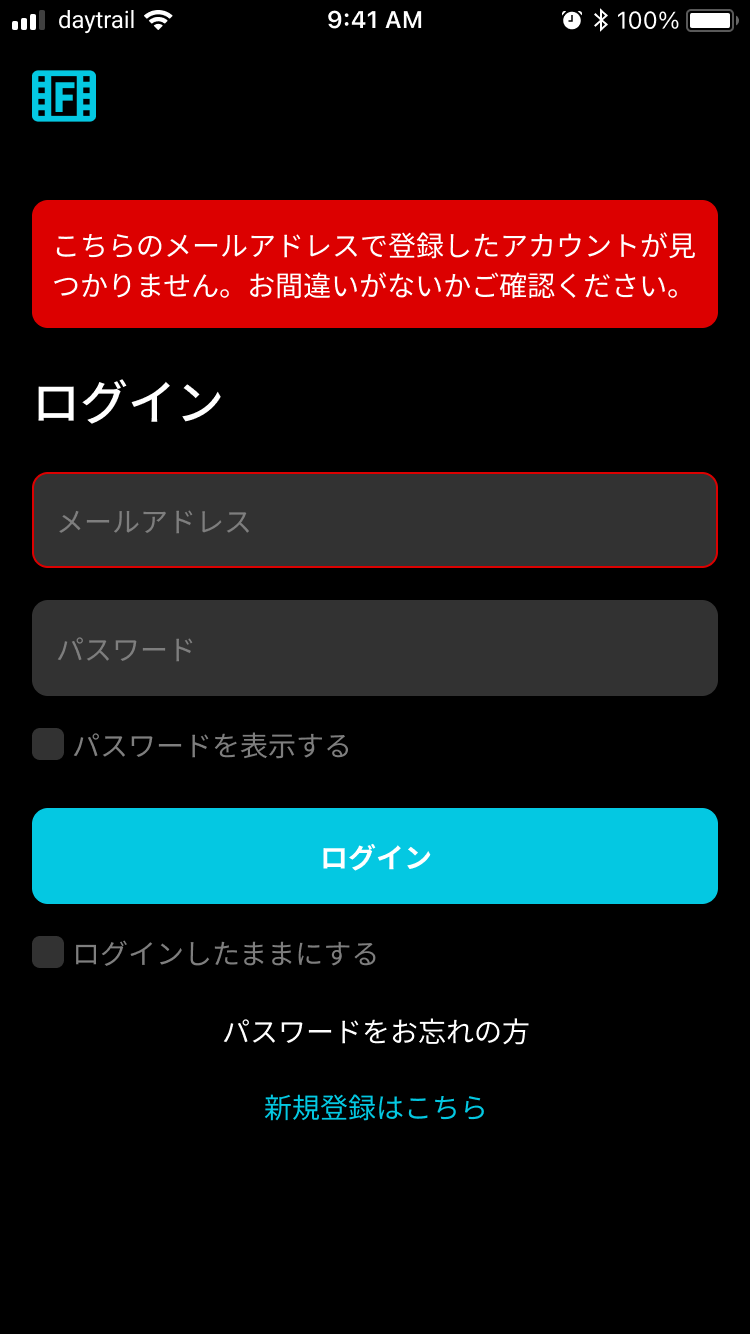 daytrail 9:41 AM 100%
F
こちらのメールアドレスで登録したアカウントが見
つかりません。お間違いがないかご確認ください。
ログイン
メールアドレス
パスワード
パスワードを表示する
ログイン
ログインしたままにする
パスワードをお忘れの方
新規登録はこちら